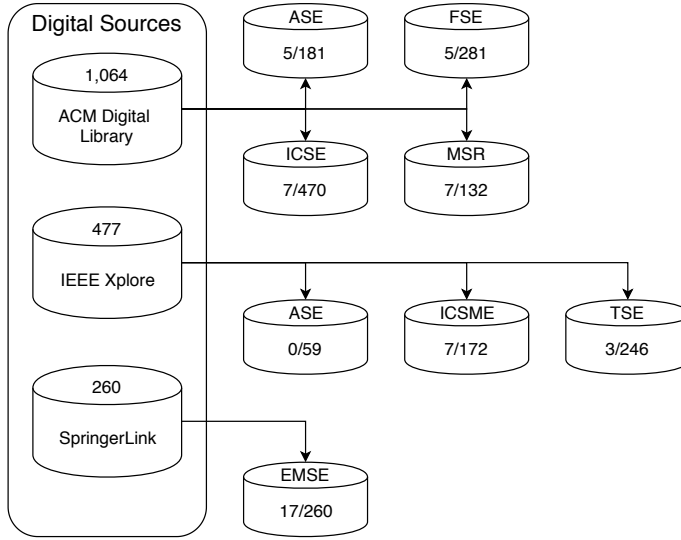 Digital Sources
1,064
ACM Digital
Library
ASE
5/181
FSE
5/281
ICSE
7/470
MSR
7/132
477
IEEE Xplore
ASE
0/59
ICSME
7/172
TSE
3/246
260
SpringerLink
EMSE
17/260